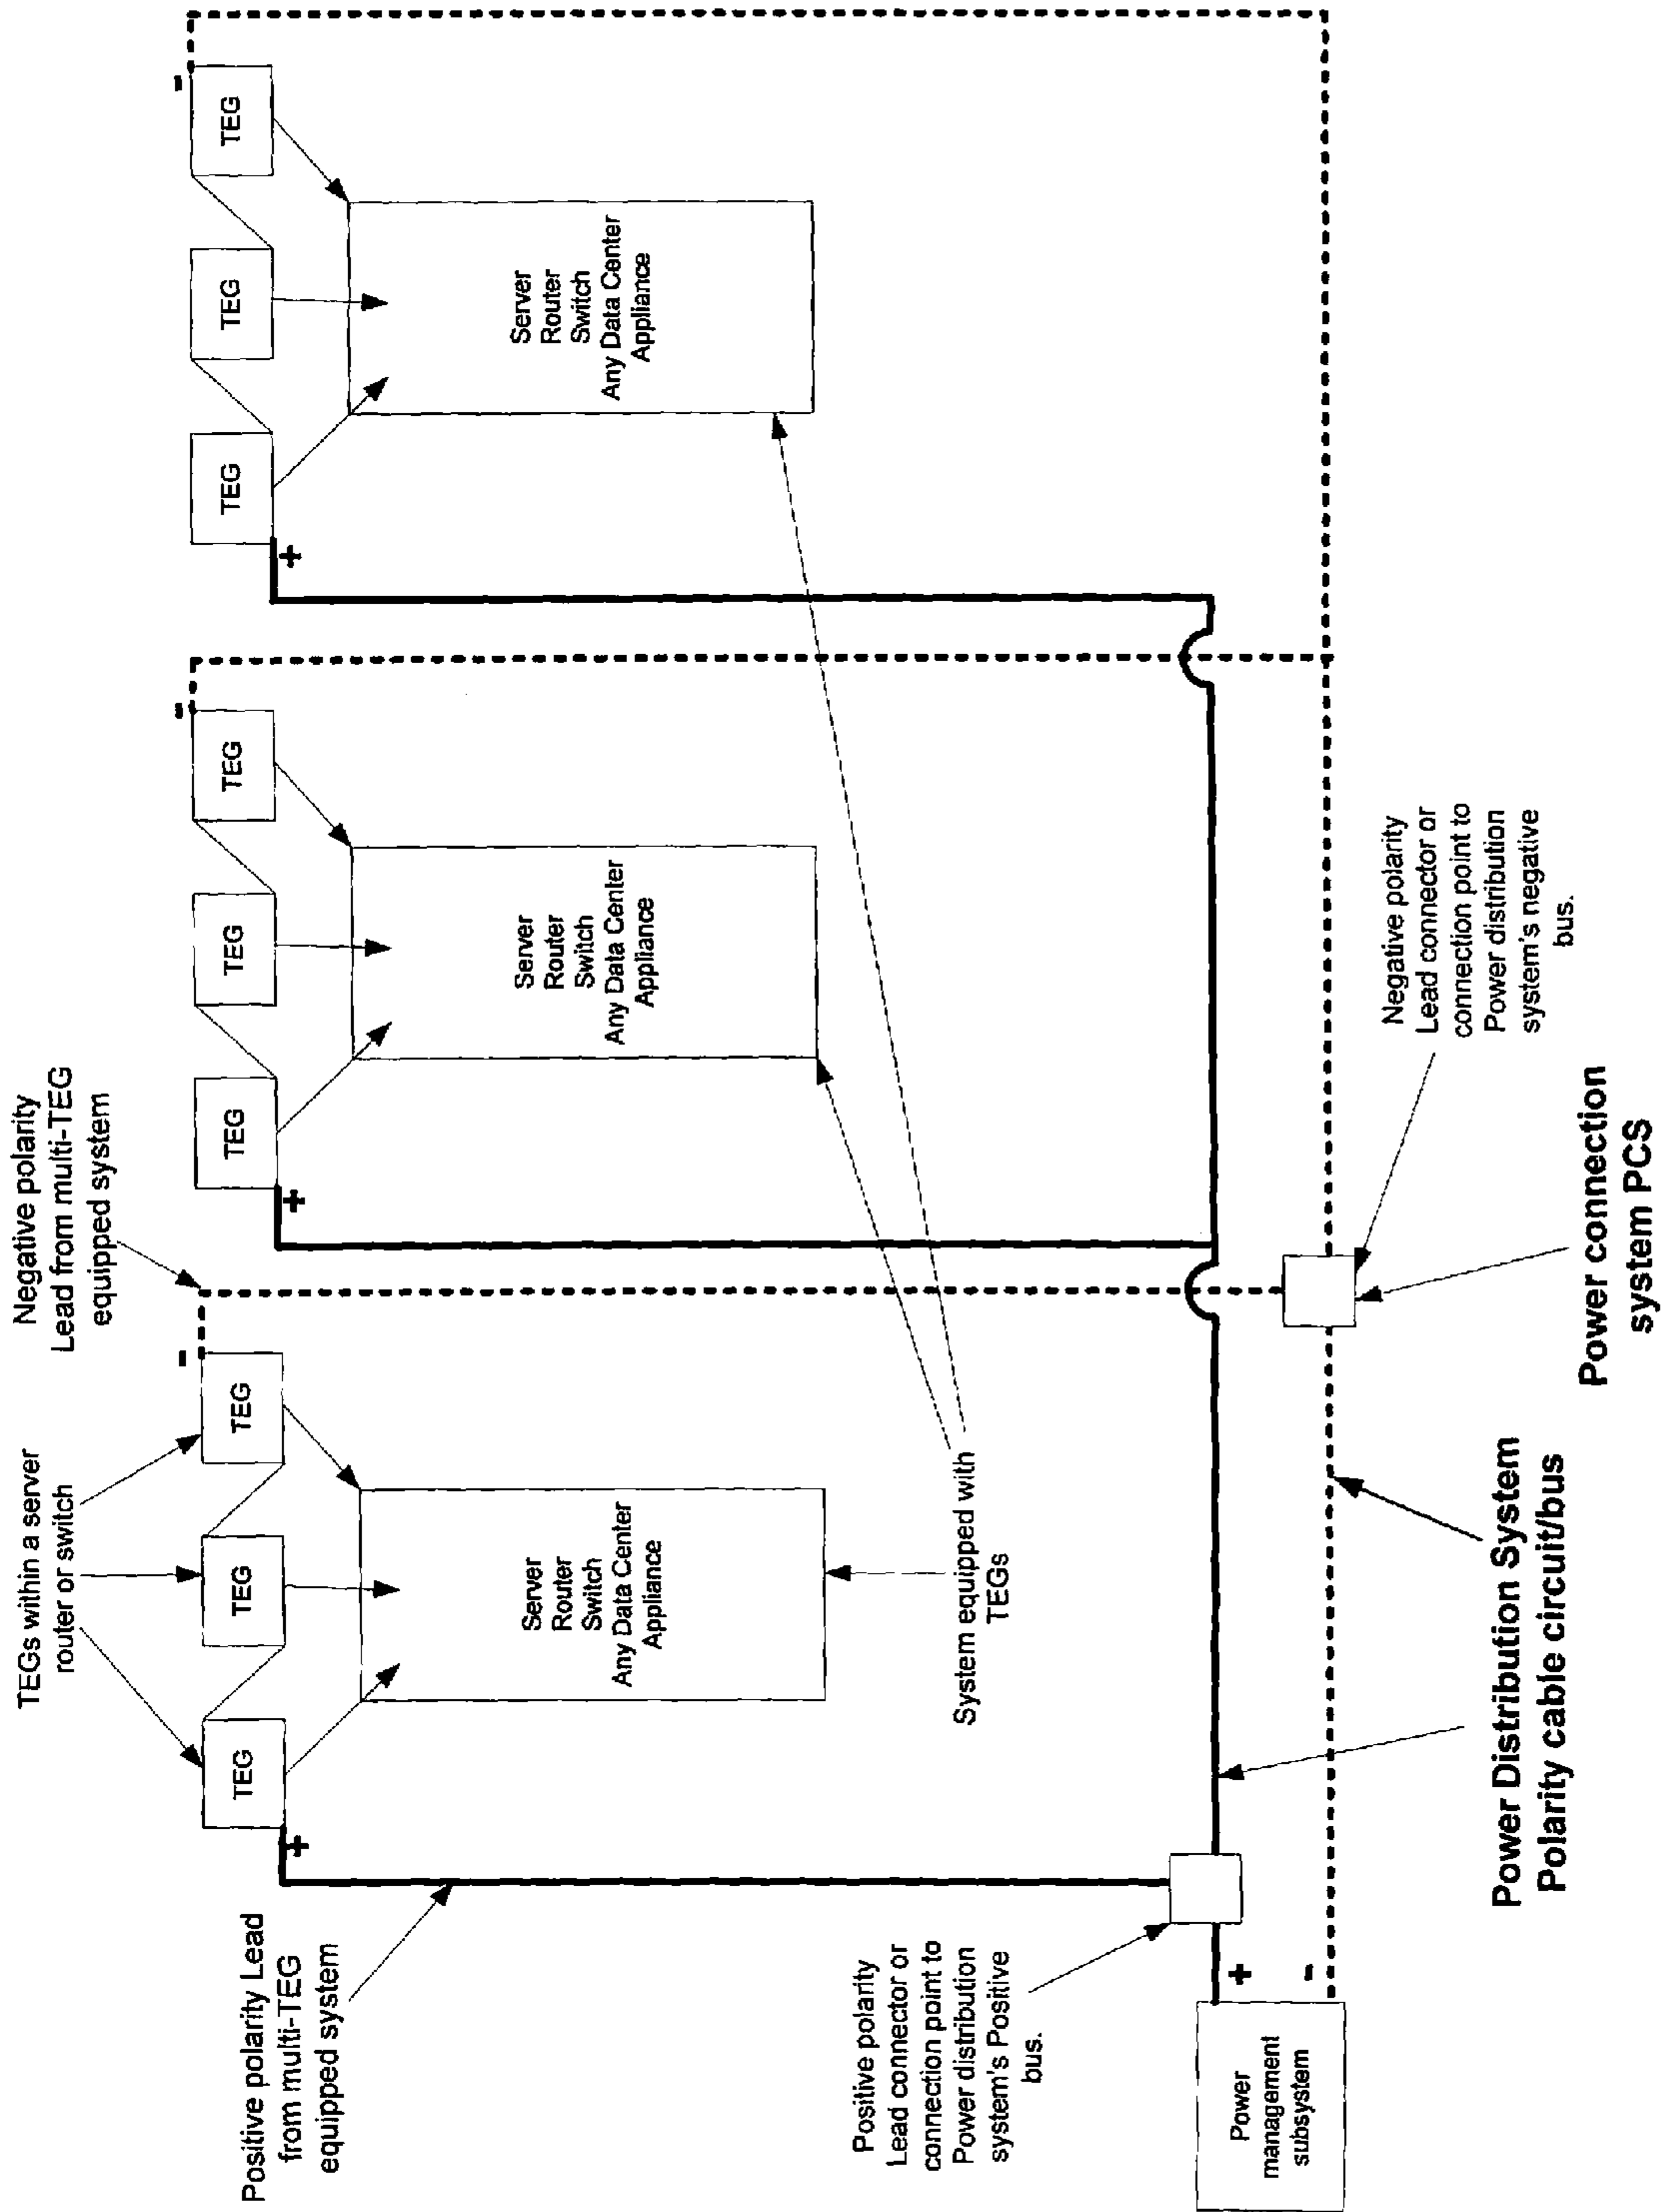 TEGs within a server
router or switch
Negative polarity
Lead from multi-TEG
equipped system
-
-
-
TEG
TEG
TEG
TEG
TEG
TEG
TEG
TEG
TEG
+
+
+
Positive polarity Lead
from multi-TEG
equipped system
Server
Router
Switch
Any Data Center
Appliance
Server
Router
Switch
Any Data Center
Appliance
Server
Router
Switch
Any Data Center
Appliance
System equipped with
TEGs
Positive polarity
Lead connector or
connection point to
Power distribution
system's Positive
bus.
+
-
Power
management
subsystem
Negative polarity
Lead connector or
connection point to
Power distribution
system's negative
bus.
Power Distribution System
Polarity cable circuit/bus
Power connection
system PCS